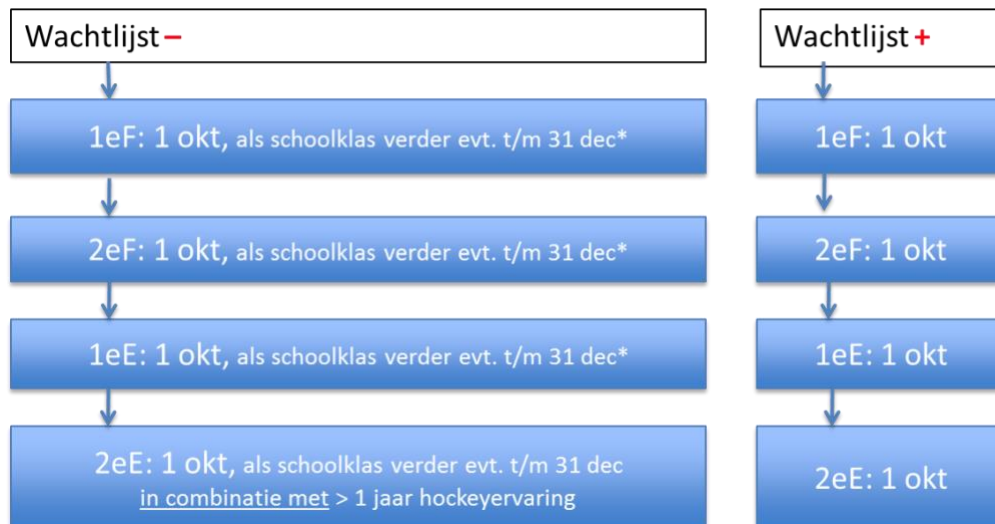 Wachtlijst –
1eF: 1 okt, als schoolklas verder evt. t/m 31 dec*
2eF: 1 okt, als schoolklas verder evt. t/m 31 dec*
1eE: 1 okt, als schoolklas verder evt. t/m 31 dec*
2eE: 1 okt, als schoolklas verder evt. t/m 31 dec
in combinatie met > 1 jaar hockeyervaring
Wachtlijst +
1eF: 1 okt
2eF: 1 okt
1eE: 1 okt
2eE: 1 okt